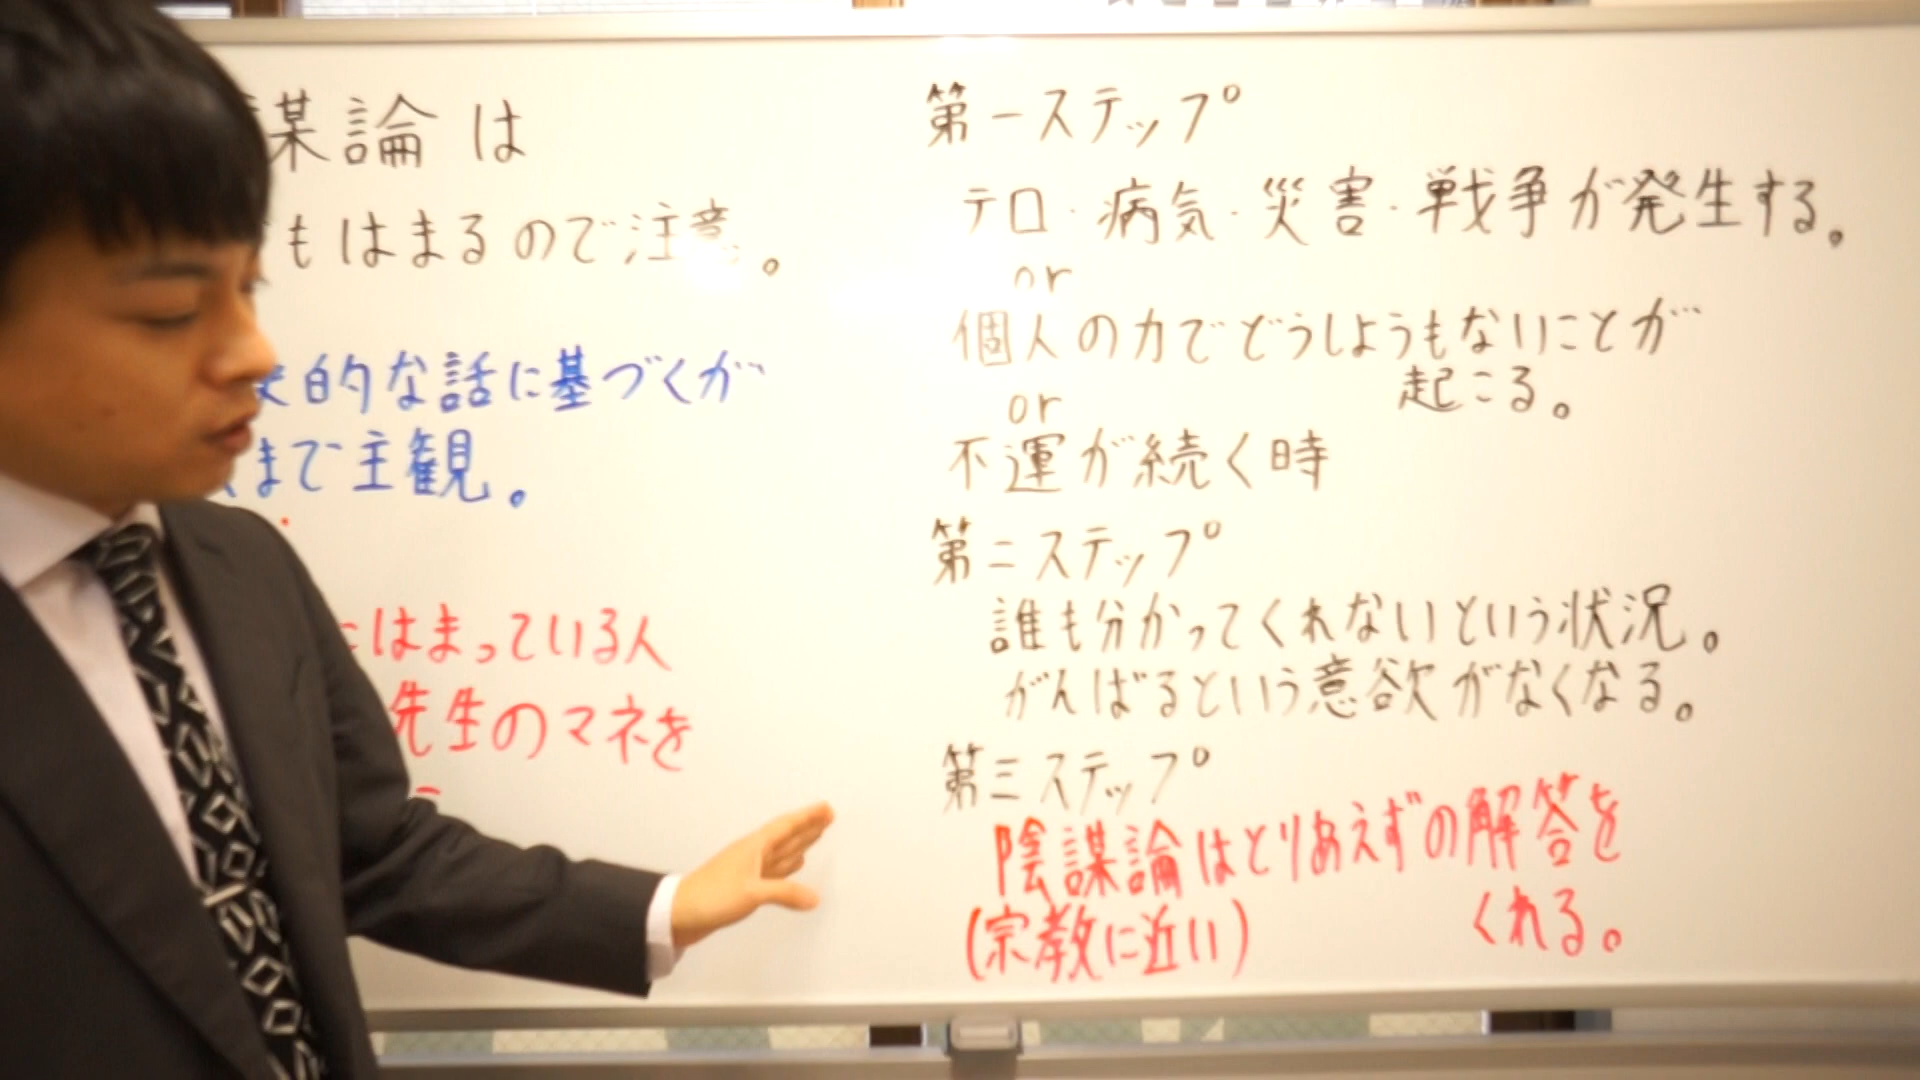 謀論は
もはまるので注意。
史的な話に基づくが
まで主観。
にはまっている人
先生のマネを
第一ステップ
テロ・病気・災害・戦争が発生する。
or
個人の力でどうしようもないことが
起こる。
or
不運が続く時
第二ステップ
誰も分かってくれないという状況。
がんばるという意欲がなくなる。
第三ステップ
陰謀論はとりあえずの解答を
くれる。
(宗教に近い)